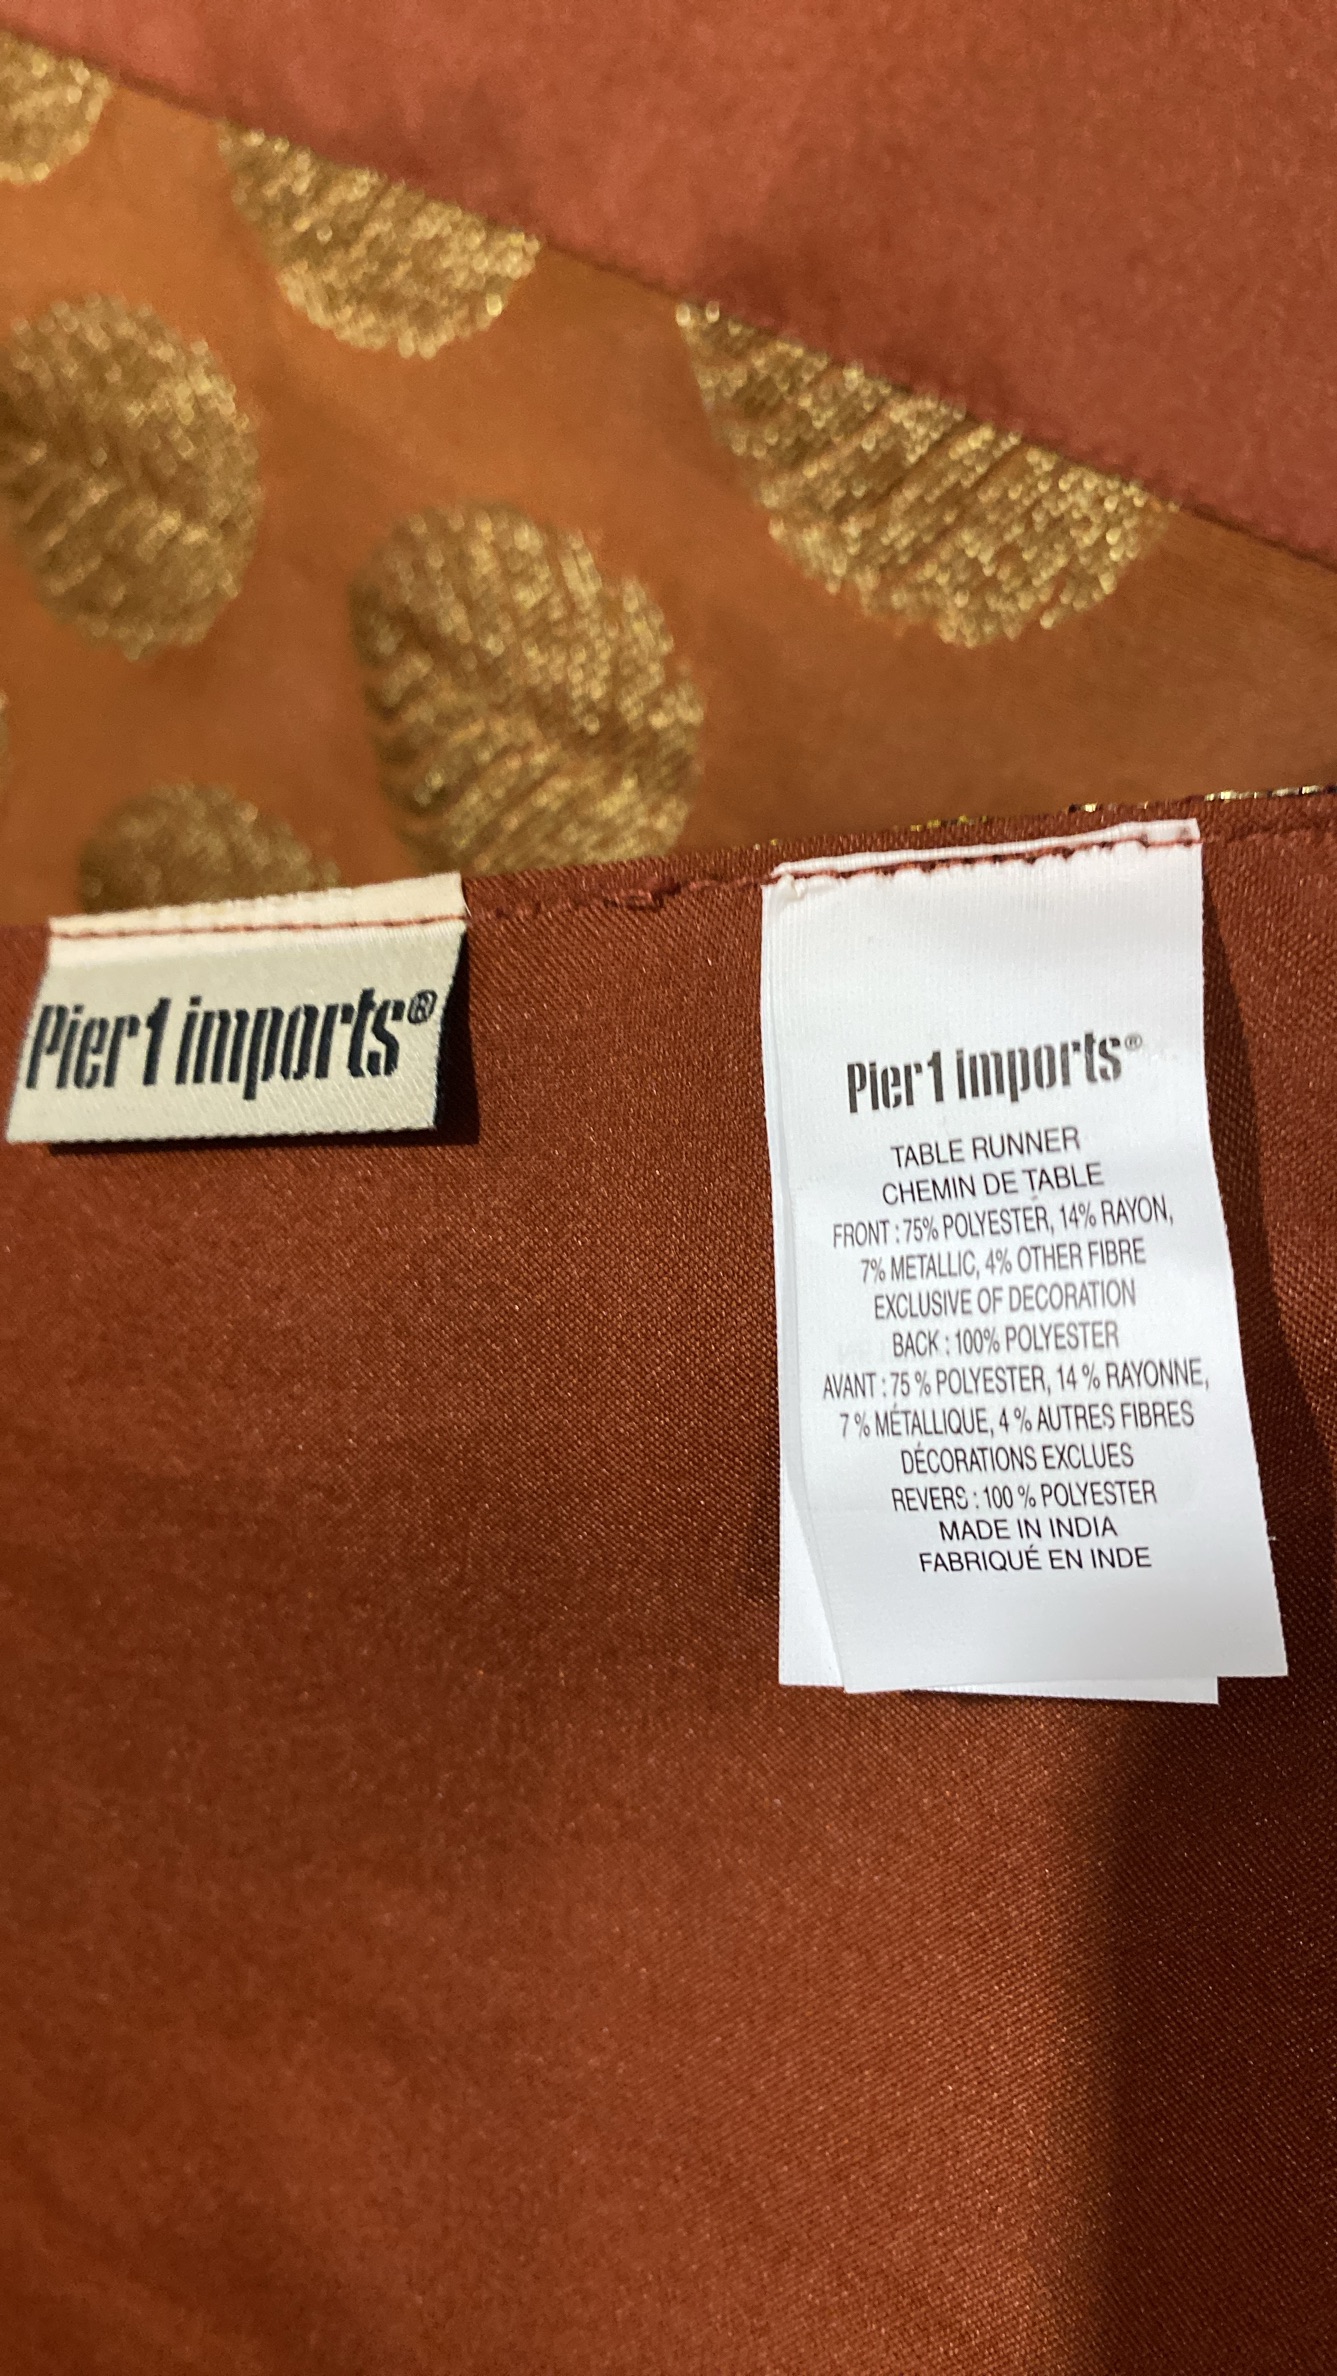 Pier1 imports®
Pier1 imports®
TABLE RUNNER
CHEMIN DE TABLE
FRONT : 75% POLYESTER, 14% RAYON,
7% METALLIC, 4% OTHER FIBRE
EXCLUSIVE OF DECORATION
BACK : 100% POLYESTER
AVANT : 75 % POLYESTER, 14 % RAYONNE,
7 % MÉTALLIQUE, 4 % AUTRES FIBRES
DÉCORATIONS EXCLUES
REVERS : 100 % POLYESTER
MADE IN INDIA
FABRIQUÉ EN INDE